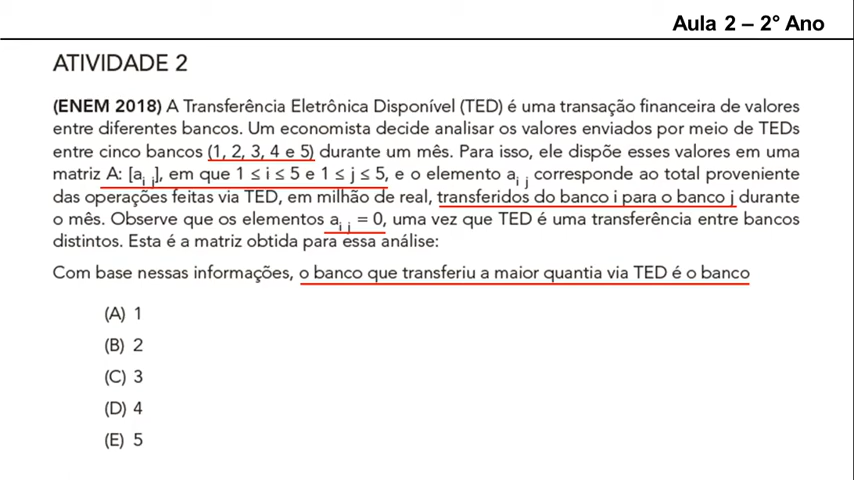 Aula 2 – 2° Ano
ATIVIDADE 2
(ENEM 2018) A Transferência Eletrônica Disponível (TED) é uma transação financeira de valores
entre diferentes bancos. Um economista decide analisar os valores enviados por meio de TEDs
entre cinco bancos (1, 2, 3, 4 e 5) durante um mês. Para isso, ele dispõe esses valores em uma
matriz A: [ai j], em que 1 ≤ i ≤ 5 e 1 ≤ j ≤ 5, e o elemento ai j corresponde ao total proveniente
das operações feitas via TED, em milhão de real, transferidos do banco i para o banco j durante
o mês. Observe que os elementos ai j = 0, uma vez que TED é uma transferência entre bancos
distintos. Esta é a matriz obtida para essa análise:
Com base nessas informações, o banco que transferiu a maior quantia via TED é o banco
(A) 1
(B) 2
(C) 3
(D) 4
(E) 5